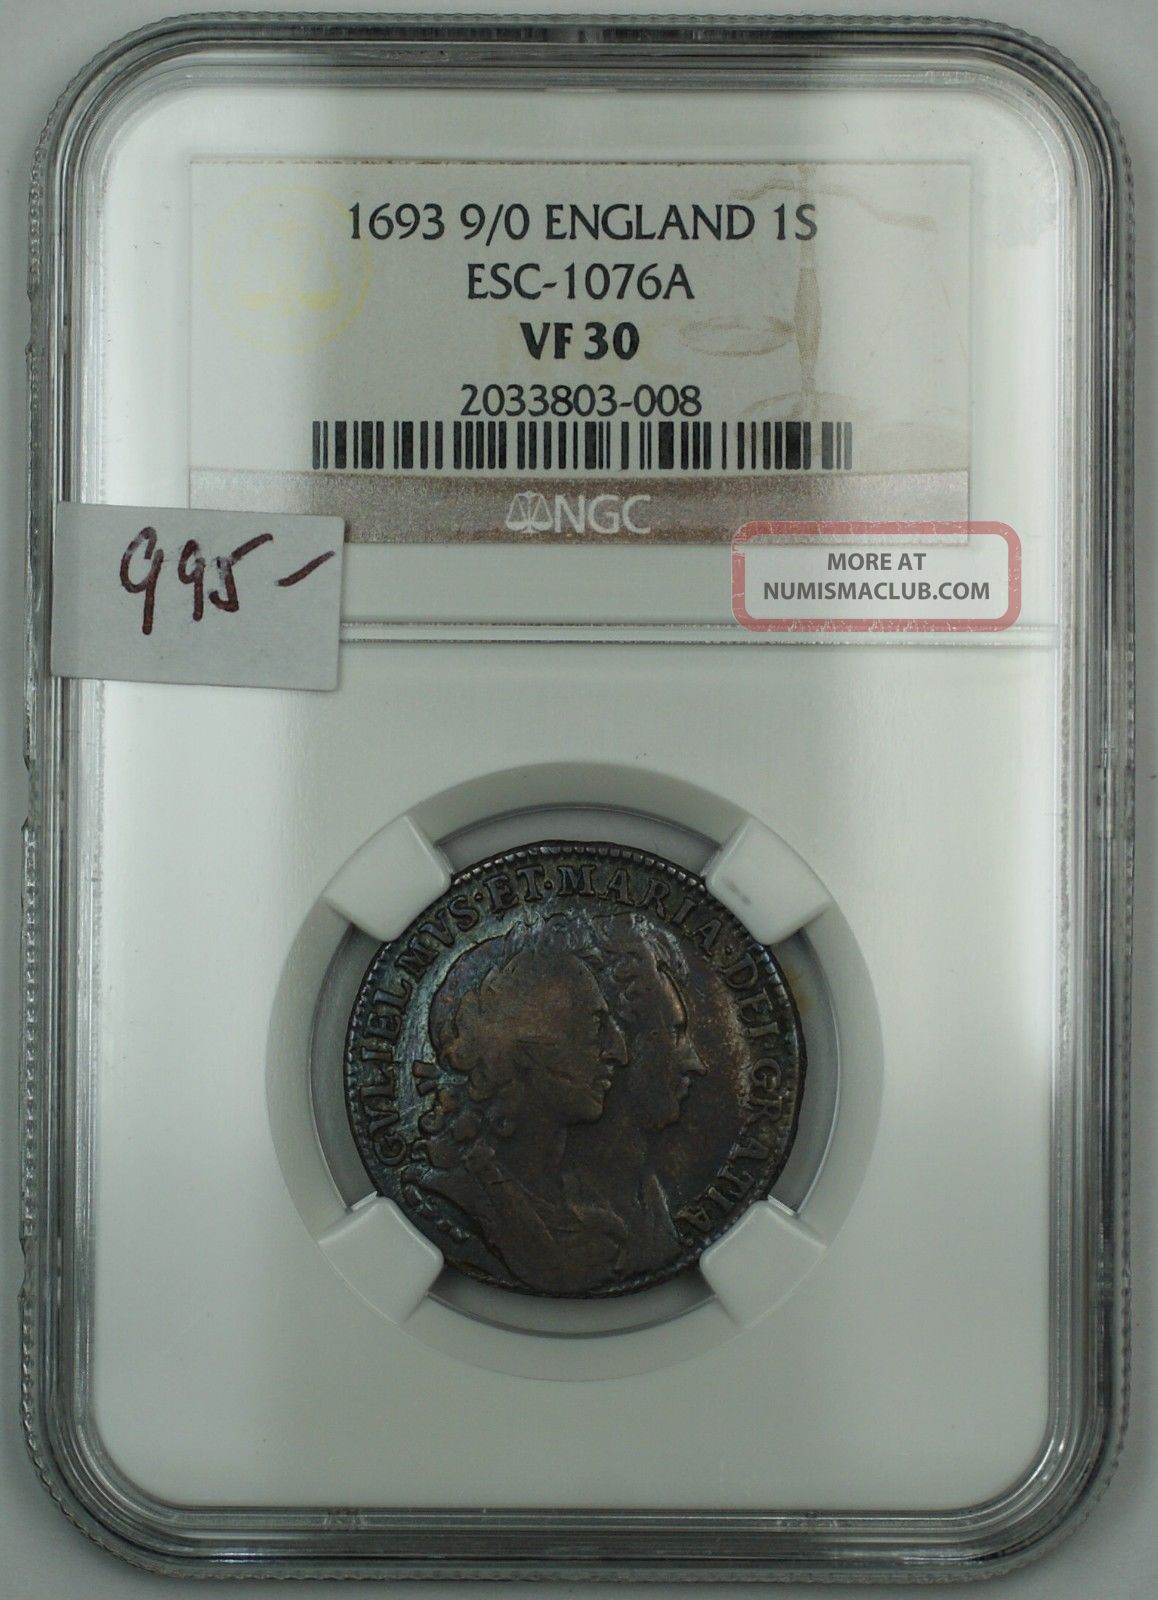 1693 9/0 ENGLAND 1S
ESC-1076A
VF 30
2033803-008
NGC
995-
MORE AT
NUMISMACLUB.COM
GVLIELMVS·ET·MARIA·DEI·GRATIA